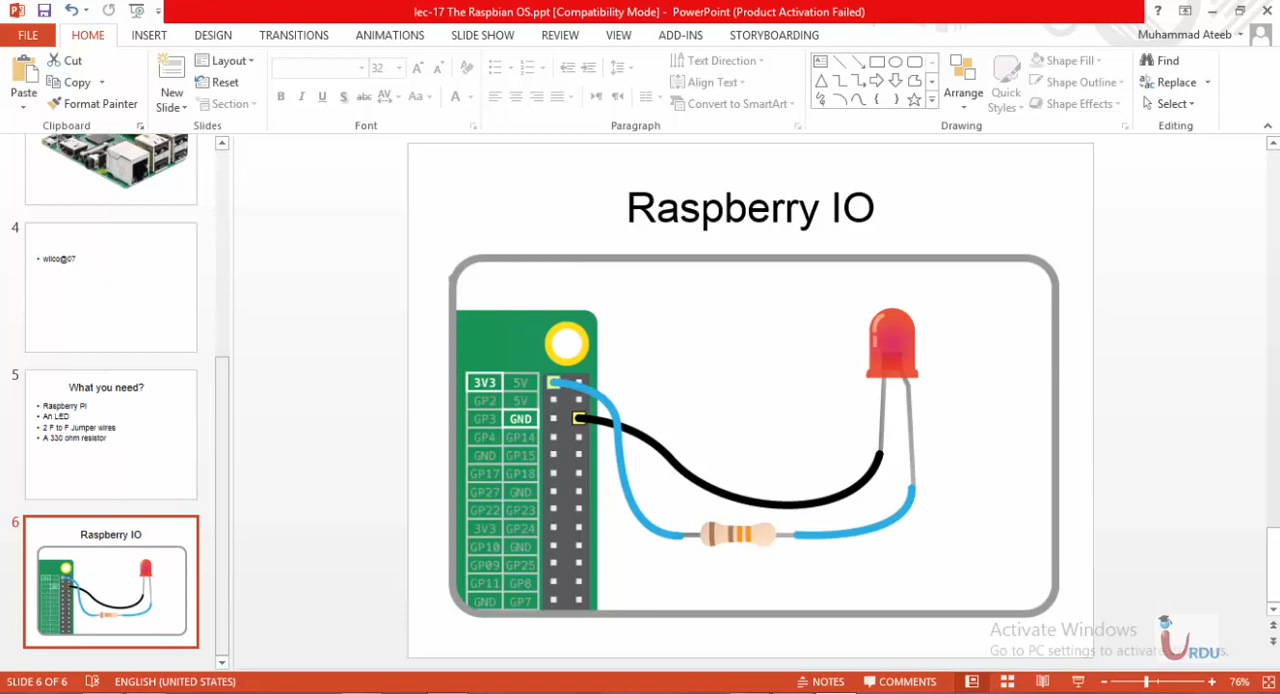 lec-17 The Raspbian OS.ppt [Compatibility Mode] - PowerPoint (Product Activation Failed)
FILE HOME INSERT DESIGN TRANSITIONS ANIMATIONS SLIDE SHOW REVIEW VIEW ADD-INS STORYBOARDING Muhammad Ateeb
Cut
Copy
Format Painter
Paste
Clipboard
New
Slide
Layout
Reset
Section
Slides
32
B I U S abc AV Aa A
Font
Text Direction
Align Text
Convert to SmartArt
Paragraph
Arrange
Quick
Styles
Shape Fill
Shape Outline
Shape Effects
Drawing
Find
Replace
Select
Editing
4
• wilco@07
5
What you need?
• Raspberry Pi
• An LED
• 2 F to F Jumper wires
• A 330 ohm resistor
6
Raspberry IO
Raspberry IO
3V3 5V
GP2 5V
GP3 GND
GP4 GP14
GND GP15
GP17 GP18
GP27 GND
GP22 GP23
3V3 GP24
GP10 GND
GP09 GP25
GP11 GP8
GND GP7
Activate Windows
Go to PC settings to activate
URDU
SLIDE 6 OF 6 ENGLISH (UNITED STATES) NOTES COMMENTS 76%